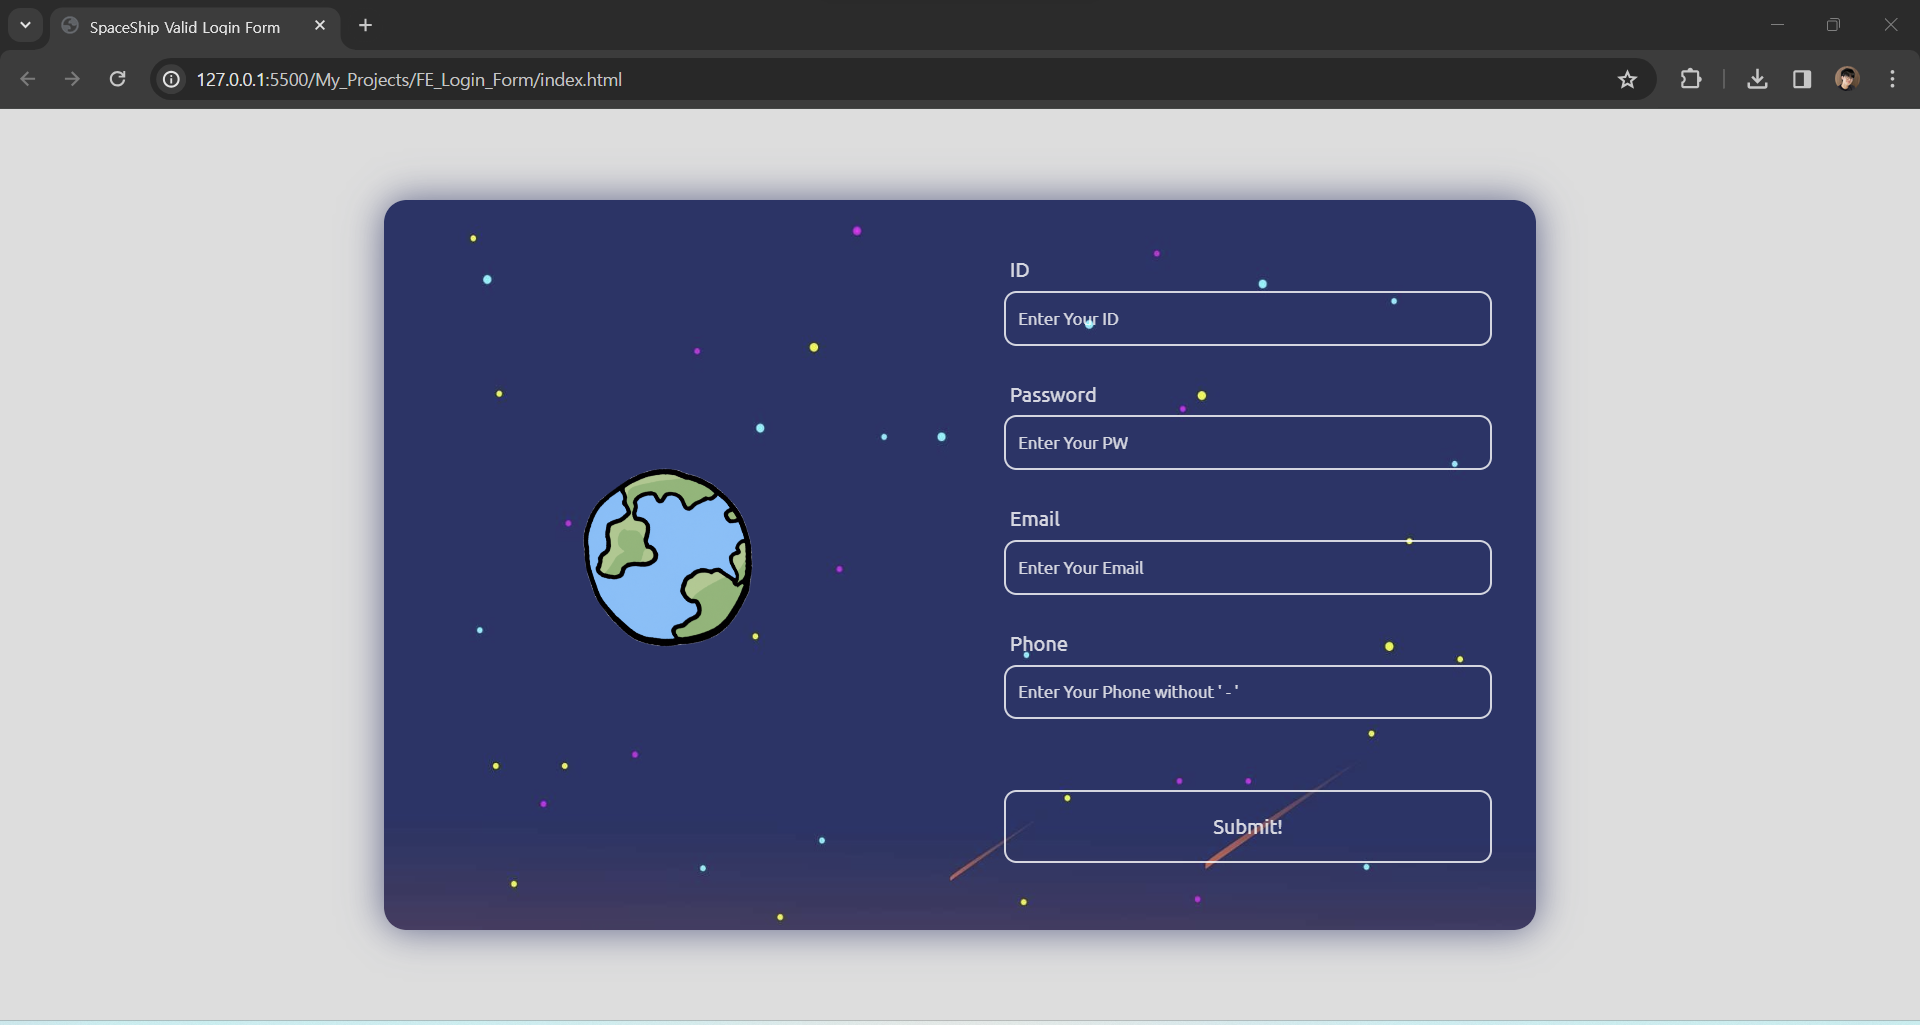 SpaceShip Valid Login Form
127.0.0.1:5500/My_Projects/FE_Login_Form/index.html
ID
Enter Your ID
Password
Enter Your PW
Email
Enter Your Email
Phone
Enter Your Phone without ' - '
Submit!